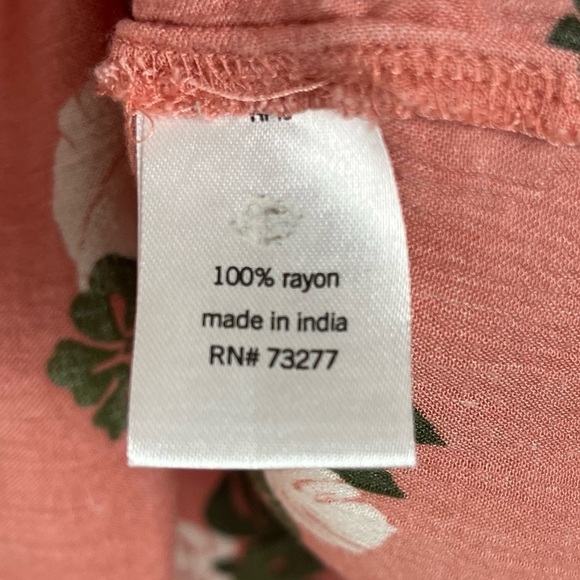 100% rayon
made in india
RN# 73277